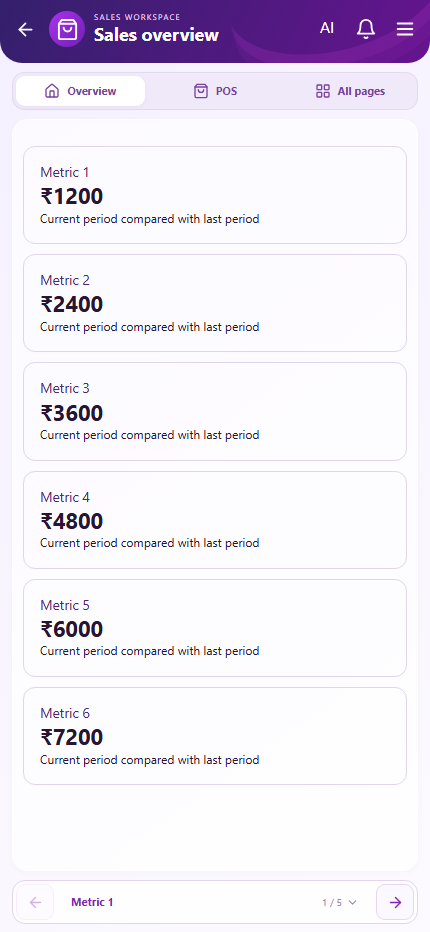 SALES WORKSPACE
Sales overview
AI
Overview
POS
All pages
Metric 1
₹1200
Current period compared with last period
Metric 2
₹2400
Current period compared with last period
Metric 3
₹3600
Current period compared with last period
Metric 4
₹4800
Current period compared with last period
Metric 5
₹6000
Current period compared with last period
Metric 6
₹7200
Current period compared with last period
Metric 1
1 / 5